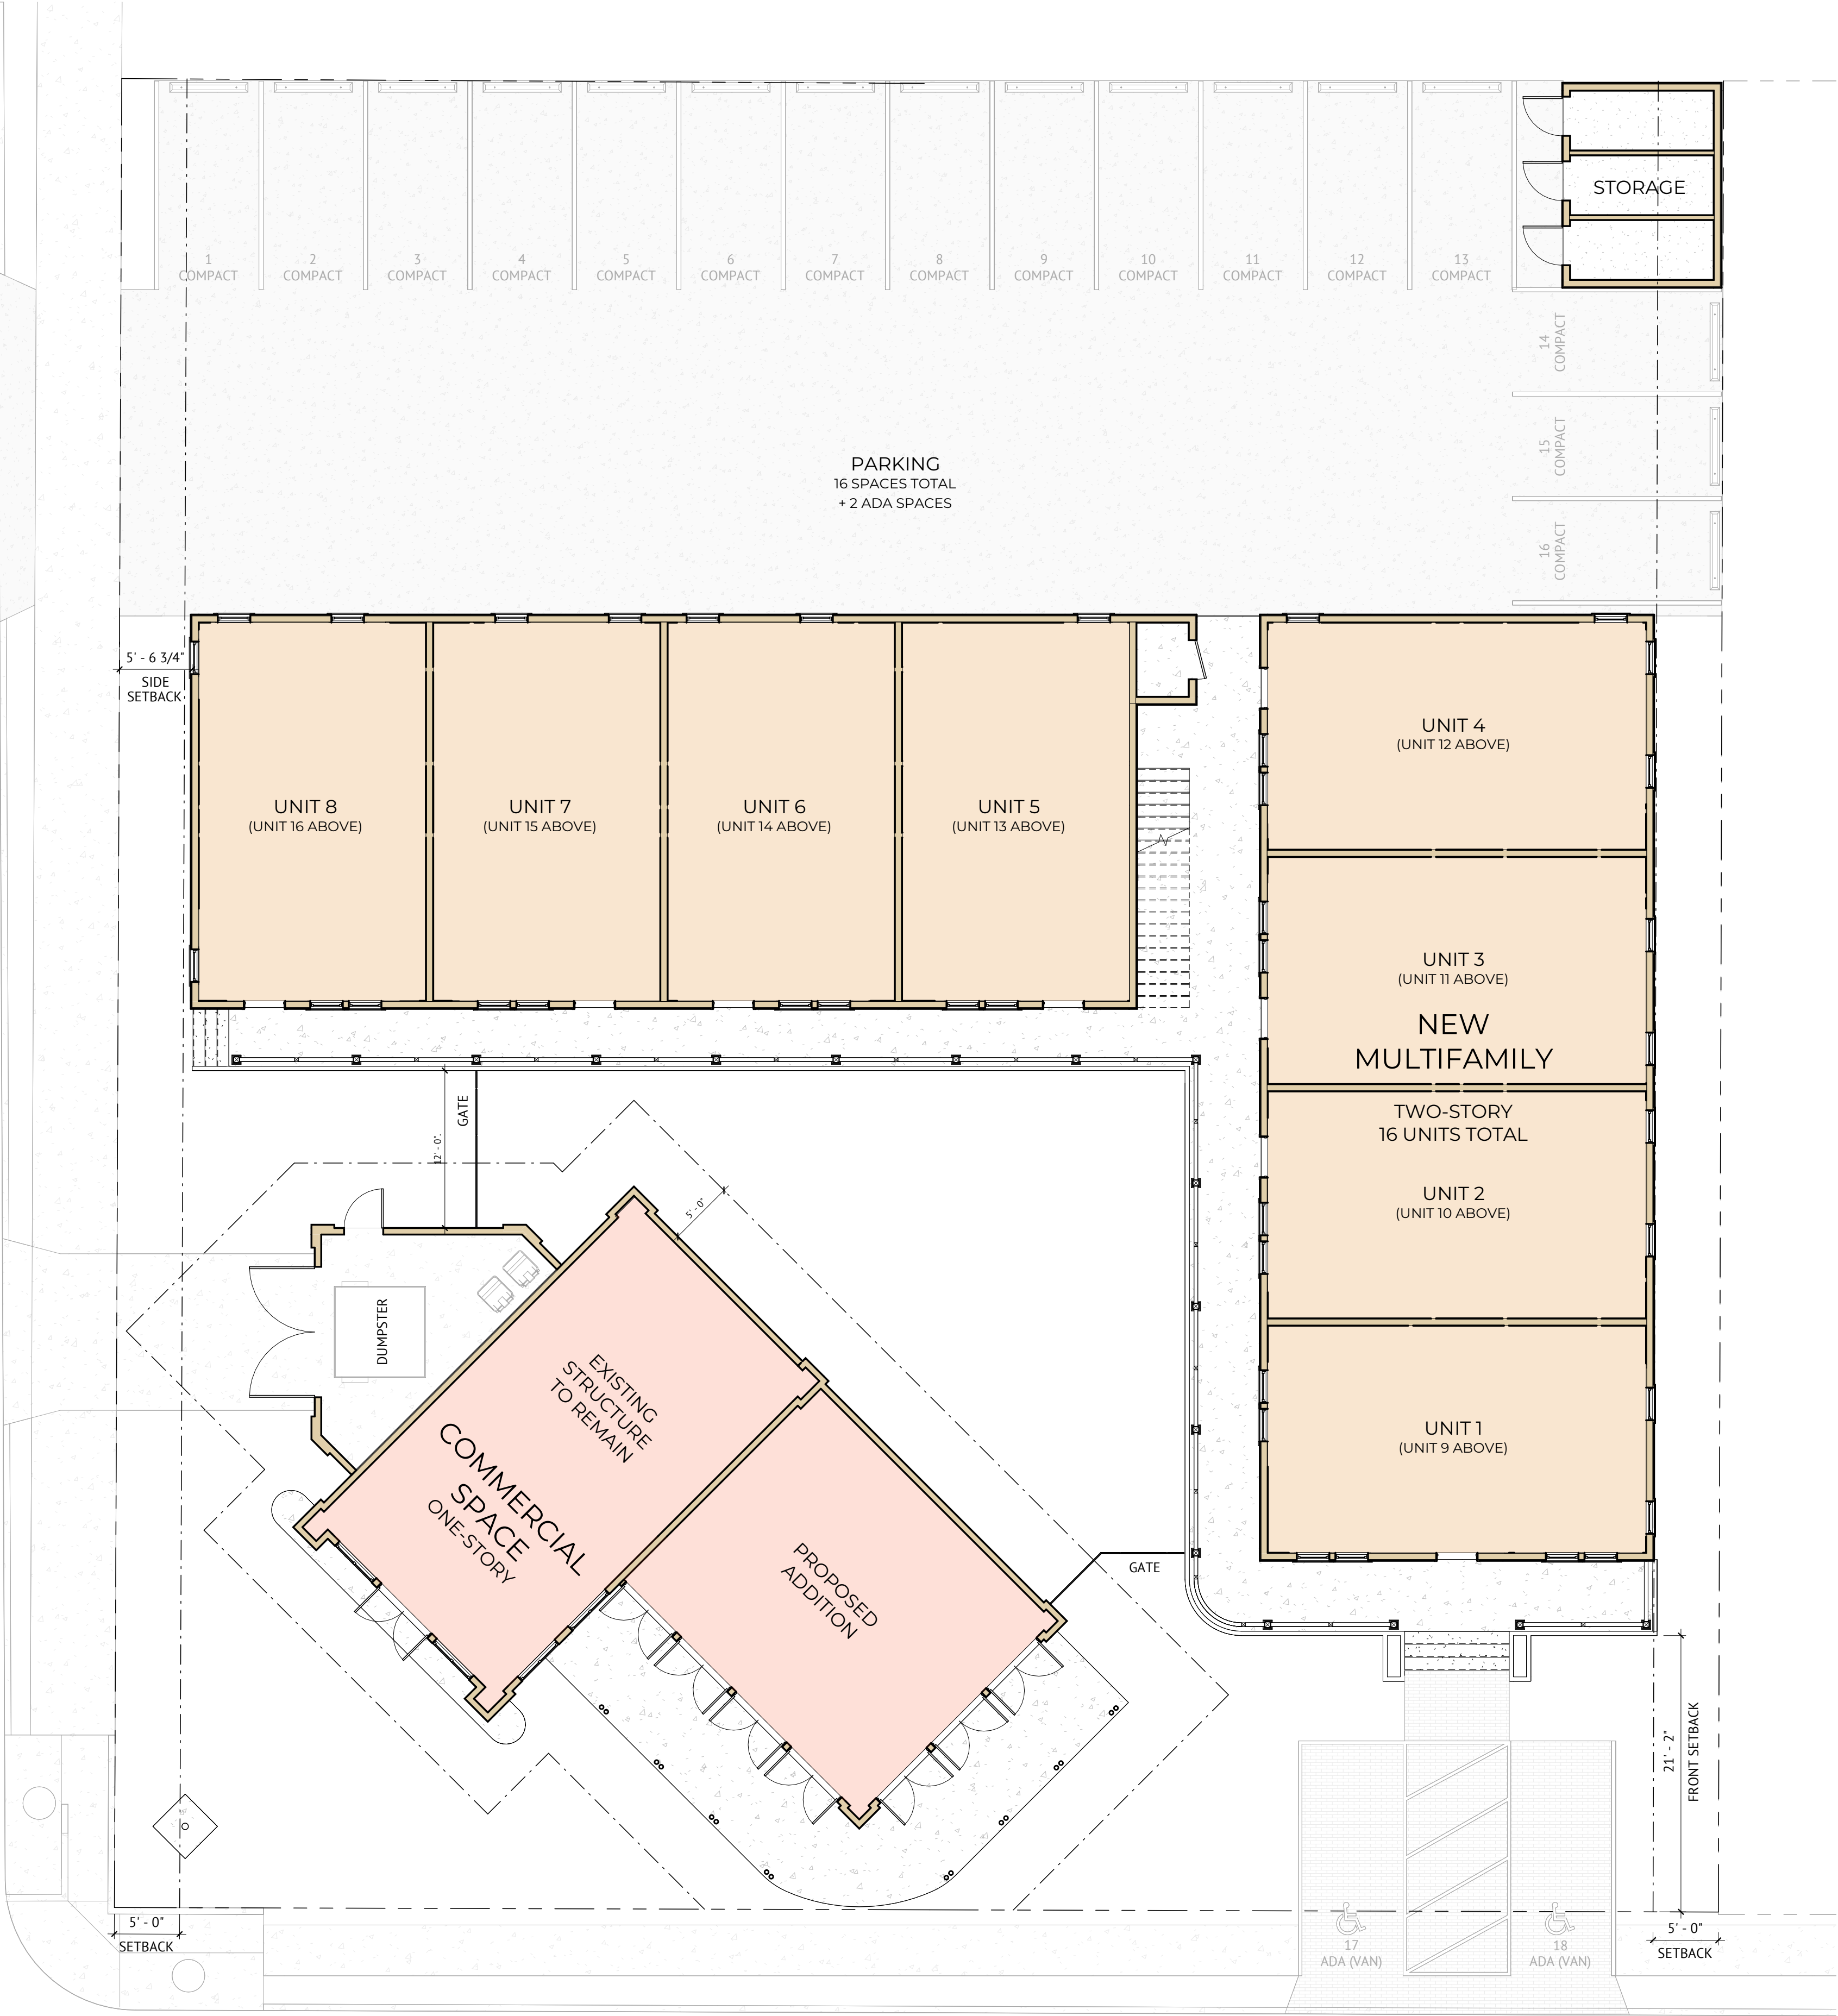 STORAGE
1
COMPACT
2
COMPACT
3
COMPACT
4
COMPACT
5
COMPACT
6
COMPACT
7
COMPACT
8
COMPACT
9
COMPACT
10
COMPACT
11
COMPACT
12
COMPACT
13
COMPACT
14
COMPACT
15
COMPACT
16
COMPACT
PARKING
16 SPACES TOTAL
+ 2 ADA SPACES
5' - 6 3/4"
SIDE
SETBACK
UNIT 8
(UNIT 16 ABOVE)
UNIT 7
(UNIT 15 ABOVE)
UNIT 6
(UNIT 14 ABOVE)
UNIT 5
(UNIT 13 ABOVE)
UNIT 4
(UNIT 12 ABOVE)
UNIT 3
(UNIT 11 ABOVE)
NEW
MULTIFAMILY
TWO-STORY
16 UNITS TOTAL
UNIT 2
(UNIT 10 ABOVE)
UNIT 1
(UNIT 9 ABOVE)
GATE
12' - 0"
5' - 0"
DUMPSTER
EXISTING
STRUCTURE
TO REMAIN
COMMERCIAL
SPACE
ONE-STORY
PROPOSED
ADDITION
GATE
21' - 2"
FRONT SETBACK
5' - 0"
SETBACK
17
ADA (VAN)
18
ADA (VAN)
5' - 0"
SETBACK